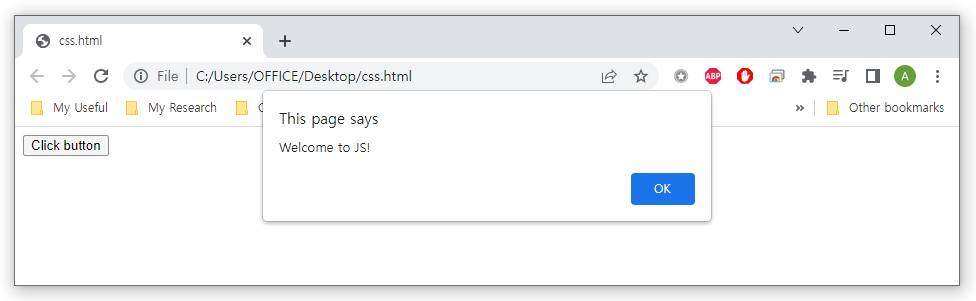 css.html
File
C:/Users/OFFICE/Desktop/css.html
ABP
A
My Useful
My Research
Other bookmarks
This page says
Welcome to JS!
OK
Click button